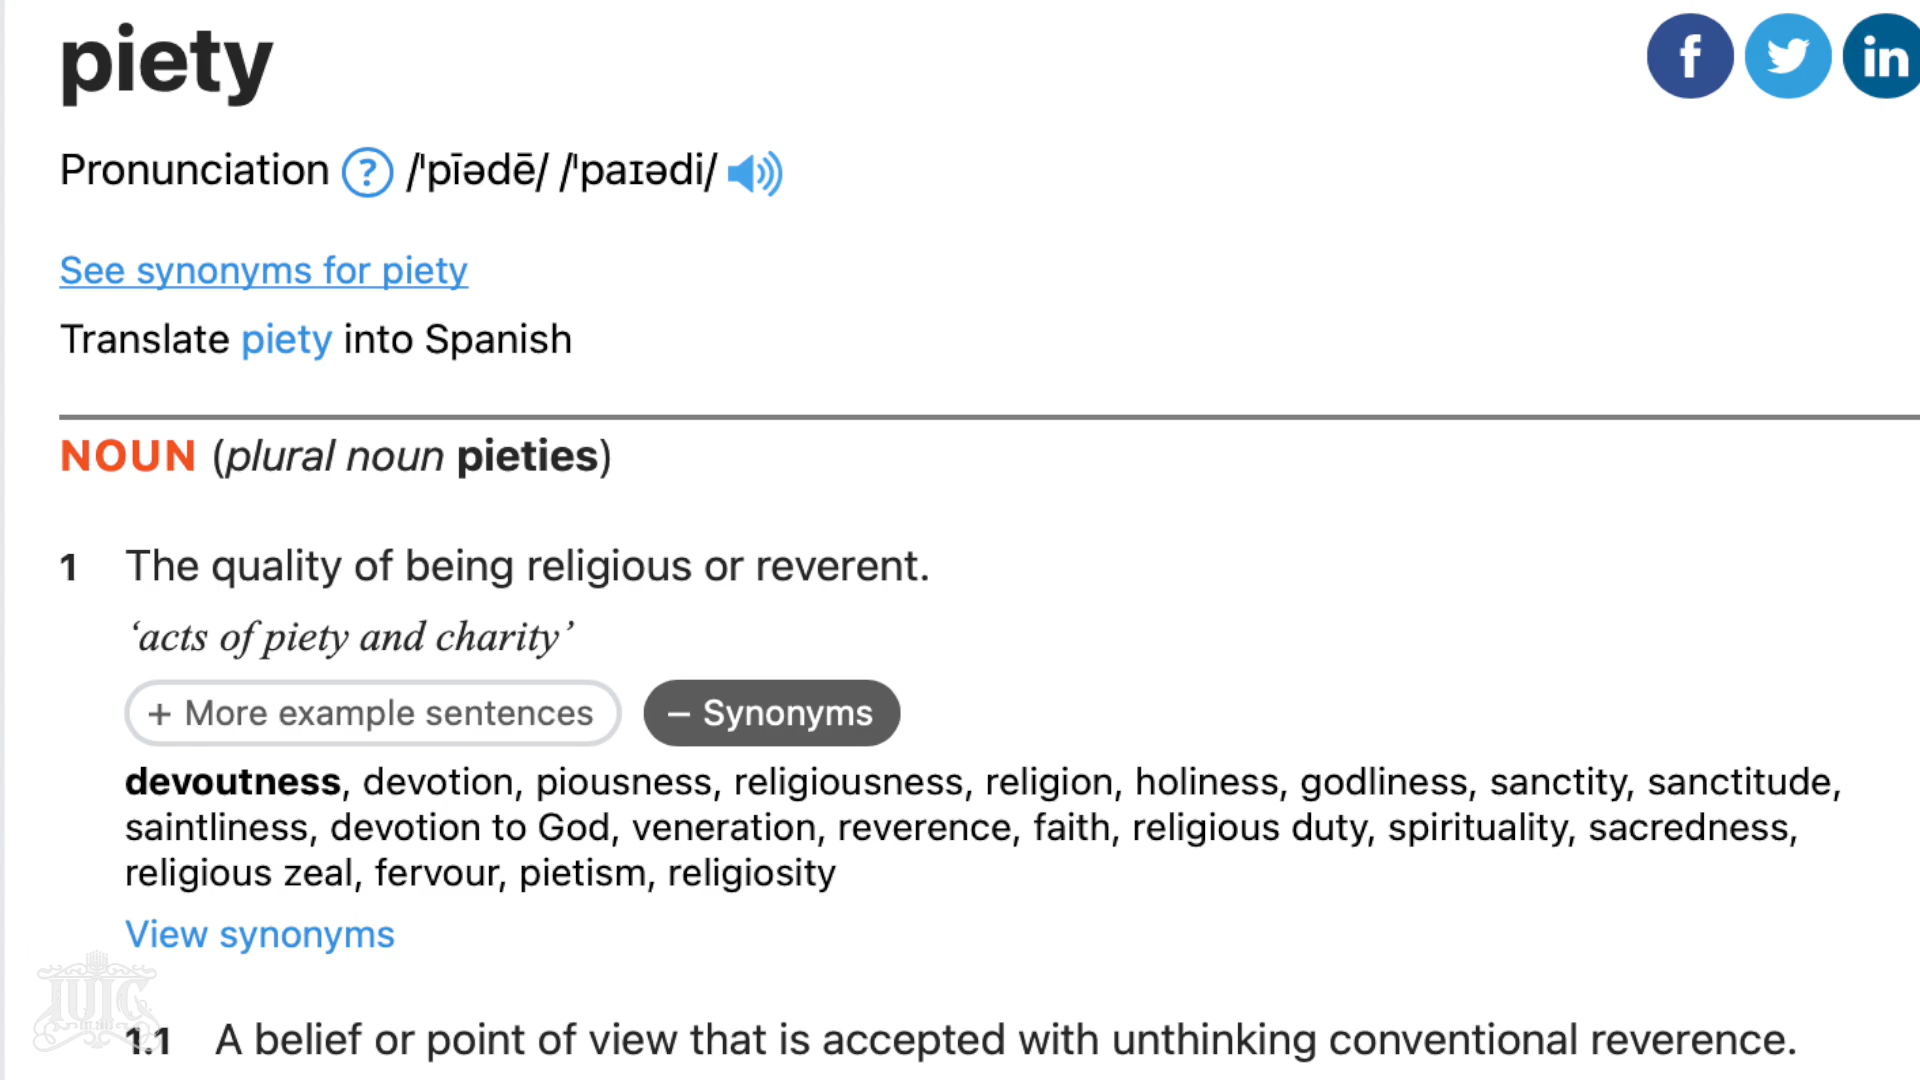 piety
f in
Pronunciation ? /ˈpīədē/ /ˈpaɪədi/
See synonyms for piety
Translate piety into Spanish
NOUN (plural noun pieties)
1 The quality of being religious or reverent.
‘acts of piety and charity’
+ More example sentences – Synonyms
devoutness, devotion, piousness, religiousness, religion, holiness, godliness, sanctity, sanctitude,
saintliness, devotion to God, veneration, reverence, faith, religious duty, spirituality, sacredness,
religious zeal, fervour, pietism, religiosity
View synonyms
IUIC
1.1 A belief or point of view that is accepted with unthinking conventional reverence.